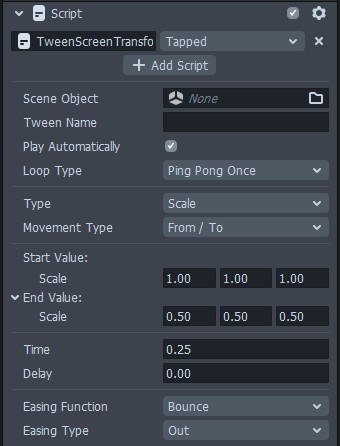 Script
TweenScreenTransfo Tapped
+ Add Script
Scene Object None
Tween Name
Play Automatically
Loop Type Ping Pong Once
Type Scale
Movement Type From / To
Start Value:
Scale 1.00 1.00 1.00
End Value:
Scale 0.50 0.50 0.50
Time 0.25
Delay 0.00
Easing Function Bounce
Easing Type Out